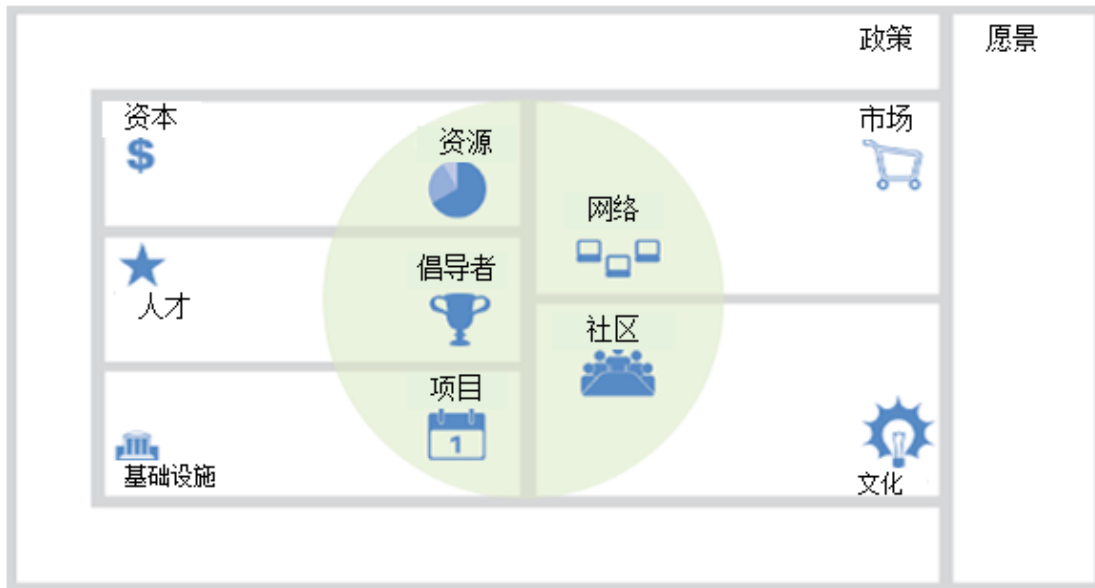 政策
愿景
资本
$
资源
市场
网络
人才
倡导者
社区
项目
1
基础设施
文化